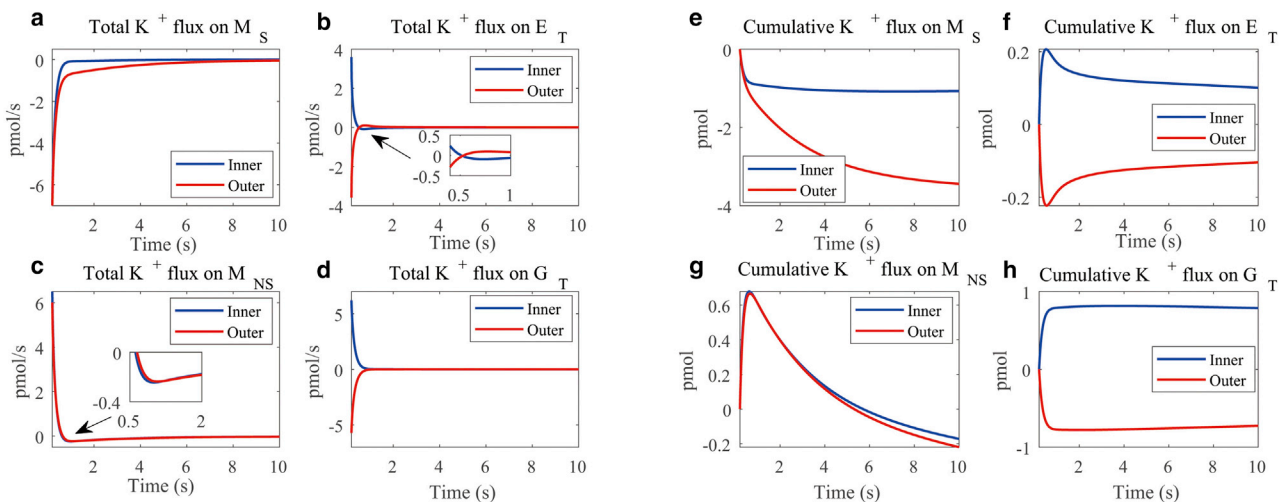 a Total K + flux on M S
0
-2
-4
-6
pmol/s
Inner
Outer
2 4 6 8 10
Time (s)
b Total K + flux on E T
4
2
0
-2
-4
pmol/s
Inner
Outer
0.5
0
-0.5
0.5 1
2 4 6 8 10
Time (s)
c Total K + flux on M NS
6
4
2
0
pmol/s
Inner
Outer
0
-0.4
0.5 2
2 4 6 8 10
Time (s)
d Total K + flux on G T
5
0
-5
pmol/s
Inner
Outer
2 4 6 8 10
Time (s)
e Cumulative K + flux on M S
0
-2
-4
pmol
Inner
Outer
2 4 6 8 10
Time (s)
f Cumulative K + flux on E T
0.2
0
-0.2
pmol
Inner
Outer
2 4 6 8 10
Time (s)
g Cumulative K + flux on M NS
0.6
0.4
0.2
0
-0.2
pmol
Inner
Outer
2 4 6 8 10
Time (s)
h Cumulative K + flux on G T
1
0
-1
pmol
Inner
Outer
2 4 6 8 10
Time (s)